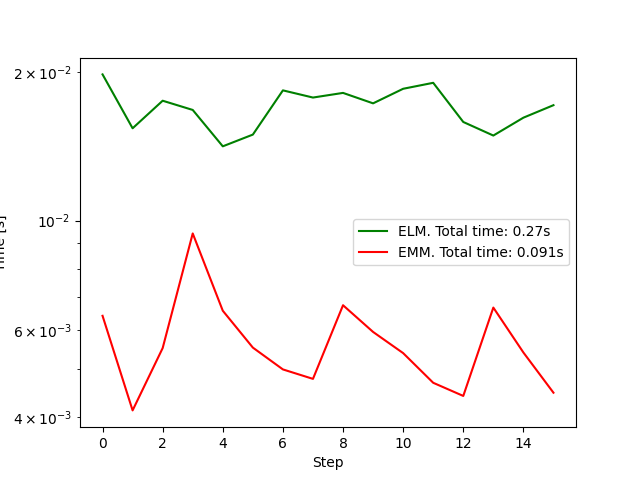 2 × 10⁻²
10⁻²
6 × 10⁻³
4 × 10⁻³
Time [s]
ELM. Total time: 0.27s
EMM. Total time: 0.091s
0 2 4 6 8 10 12 14
Step